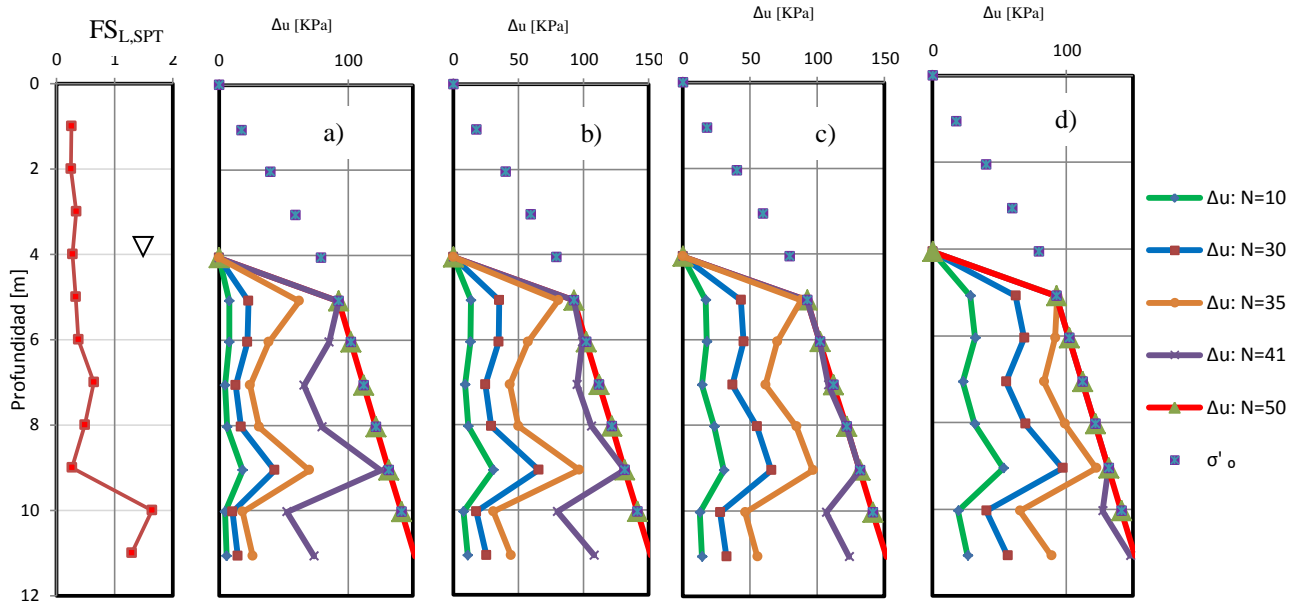 FS_L,SPT
0 1 2
Δu [KPa]
0 100
Δu [KPa]
0 50 100 150
Δu [KPa]
0 50 100 150
Δu [KPa]
0 100
Profundidad [m]
0
2
4
6
8
10
12
a)
b)
c)
d)
Δu: N=10
Δu: N=30
Δu: N=35
Δu: N=41
Δu: N=50
σ'₀